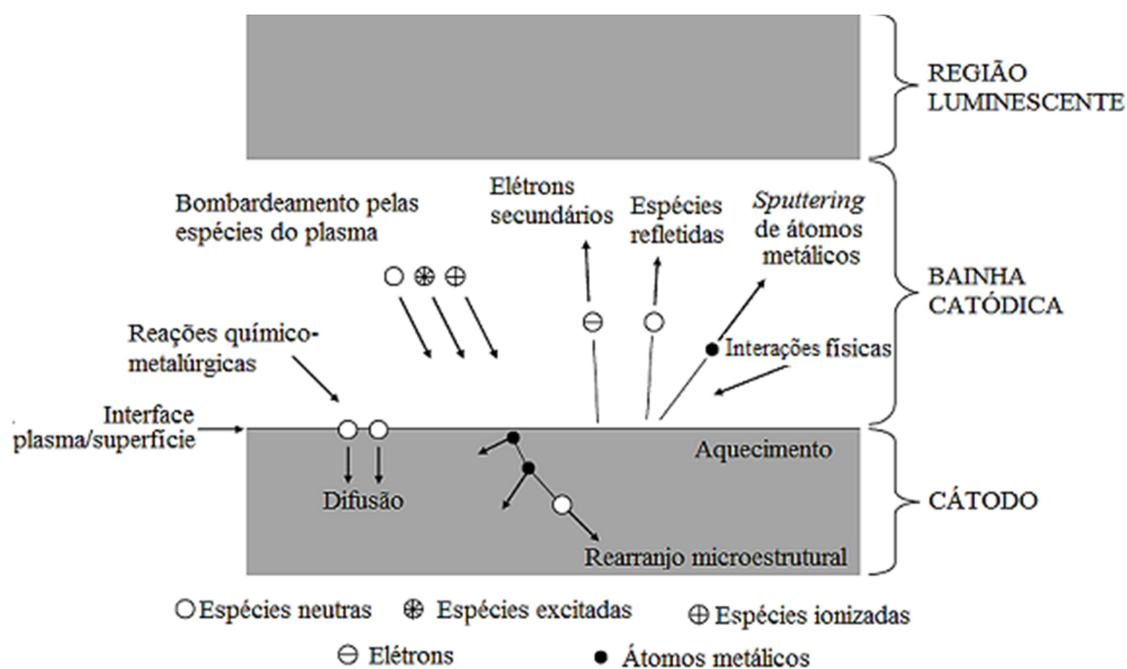 REGIÃO
LUMINESCENTE
Bombardeamento pelas
espécies do plasma
Elétrons
secundários
Espécies
refletidas
Sputtering
de átomos
metálicos
BAINHA
CATÓDICA
Reações químico-
metalúrgicas
Interações físicas
Interface
plasma/superfície
Aquecimento
Difusão
CÁTODO
Rearranjo microestrutural
Espécies neutras
Espécies excitadas
Espécies ionizadas
Elétrons
Átomos metálicos